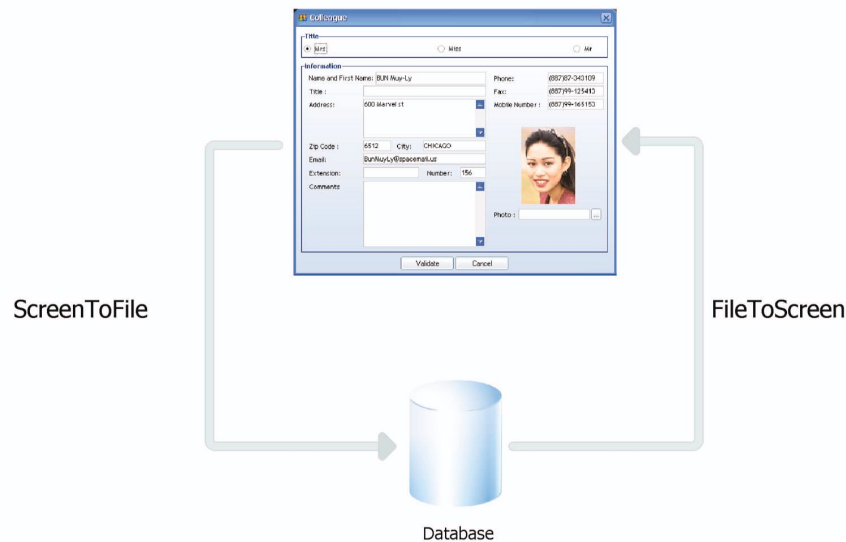 Colleague
Title
Mrs Miss Mr
Information
Name and First Name: BUN Muy-Ly Phone: (887)87-343109
Title : Fax: (887)99-125413
Address: 600 Marvel st Mobile Number : (887)99-165153
Zip Code : 6512 City: CHICAGO
Email: BunMuyLy@spacemail.us
Extension: Number: 156
Comments
Photo : ...
Validate Cancel
ScreenToFile
FileToScreen
Database